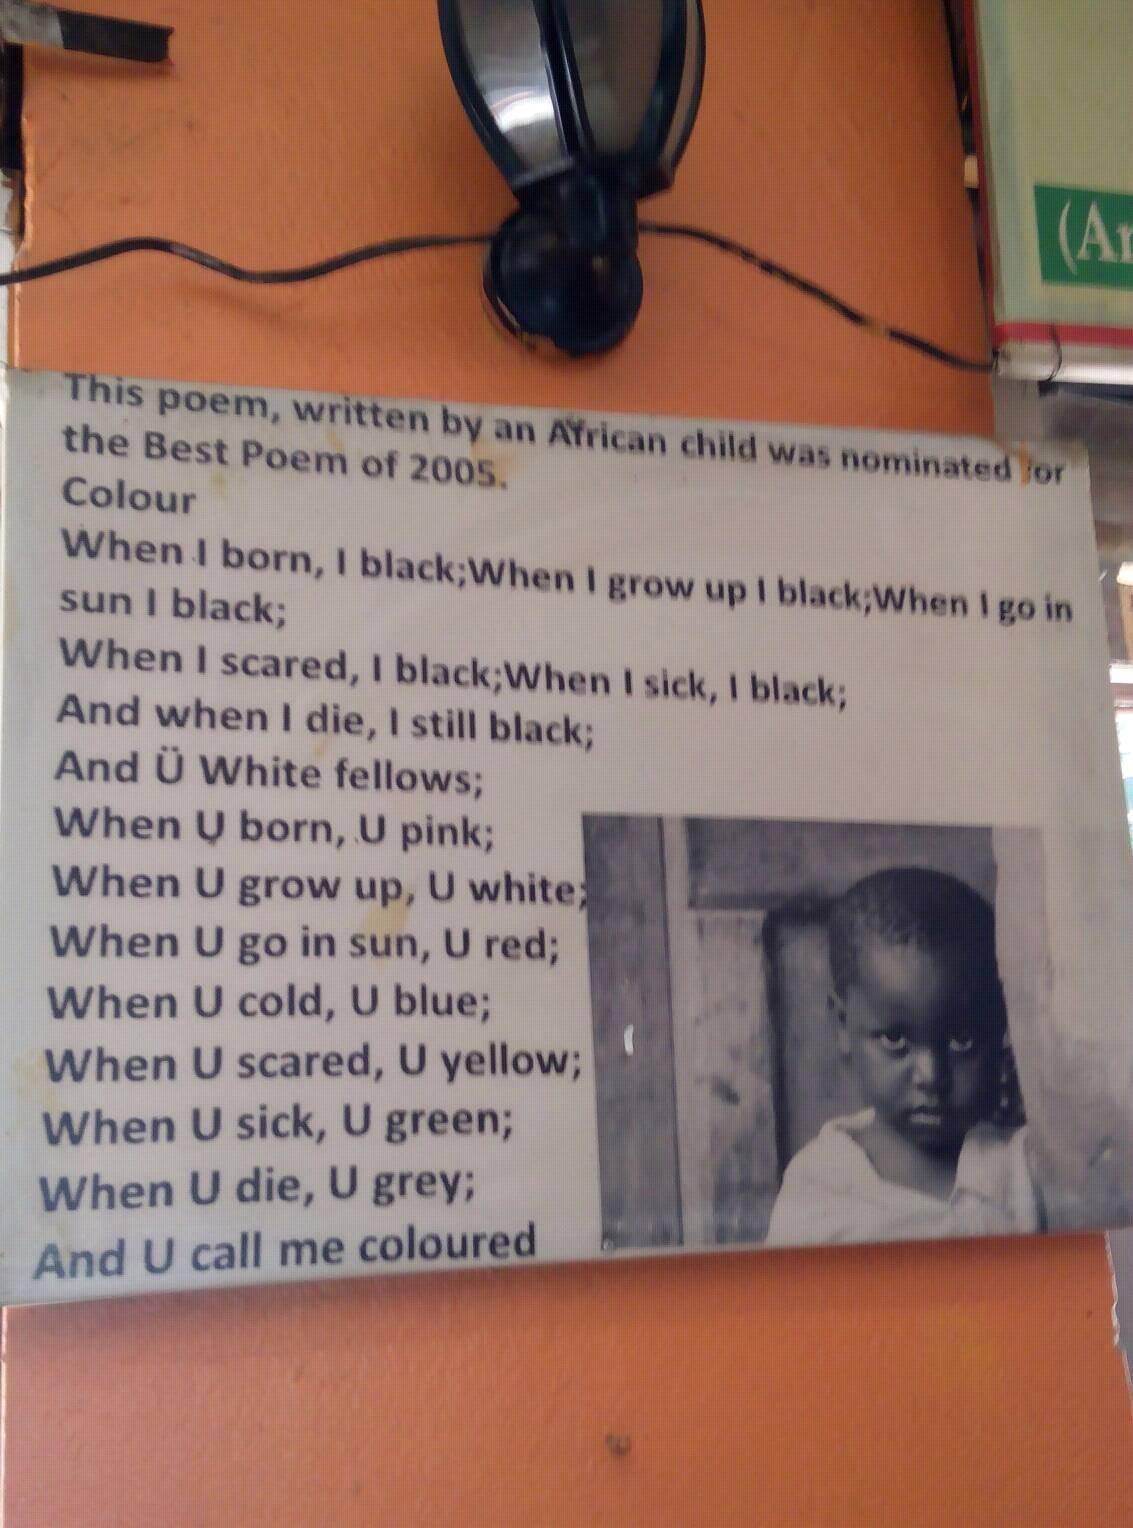 This poem, written by an African child was nominated for
the Best Poem of 2005.
Colour
When I born, I black;When I grow up I black;When I go in
sun I black;
When I scared, I black;When I sick, I black;
And when I die, I still black;
And Ü White fellows;
When U born, U pink;
When U grow up, U white;
When U go in sun, U red;
When U cold, U blue;
When U scared, U yellow;
When U sick, U green;
When U die, U grey;
And U call me coloured